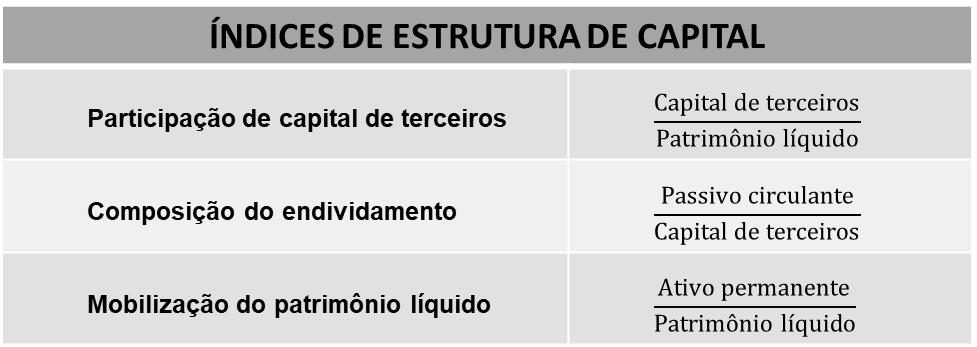 ÍNDICES DE ESTRUTURA DE CAPITAL
Participação de capital de terceiros
Capital de terceiros
Patrimônio líquido
Composição do endividamento
Passivo circulante
Capital de terceiros
Mobilização do patrimônio líquido
Ativo permanente
Patrimônio líquido